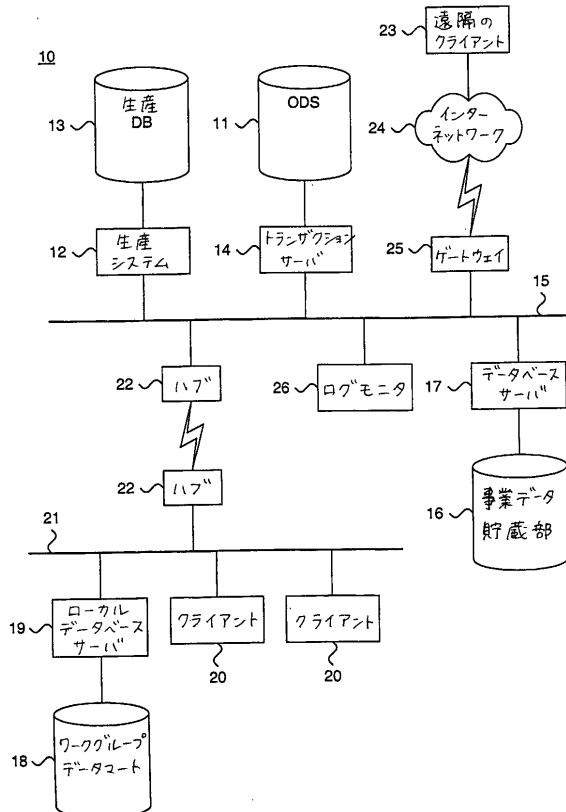 10
23
遠隔の
クライアント
13
生産
DB
11
ODS
24
インター
ネットワーク
12
生産
システム
14
トランザクション
サーバ
25
ゲートウェイ
15
22
ハブ
26
ログモニタ
17
データベース
サーバ
22
ハブ
16
事業データ
貯蔵部
21
19
ローカル
データベース
サーバ
クライアント
20
クライアント
20
18
ワークグループ
データマート